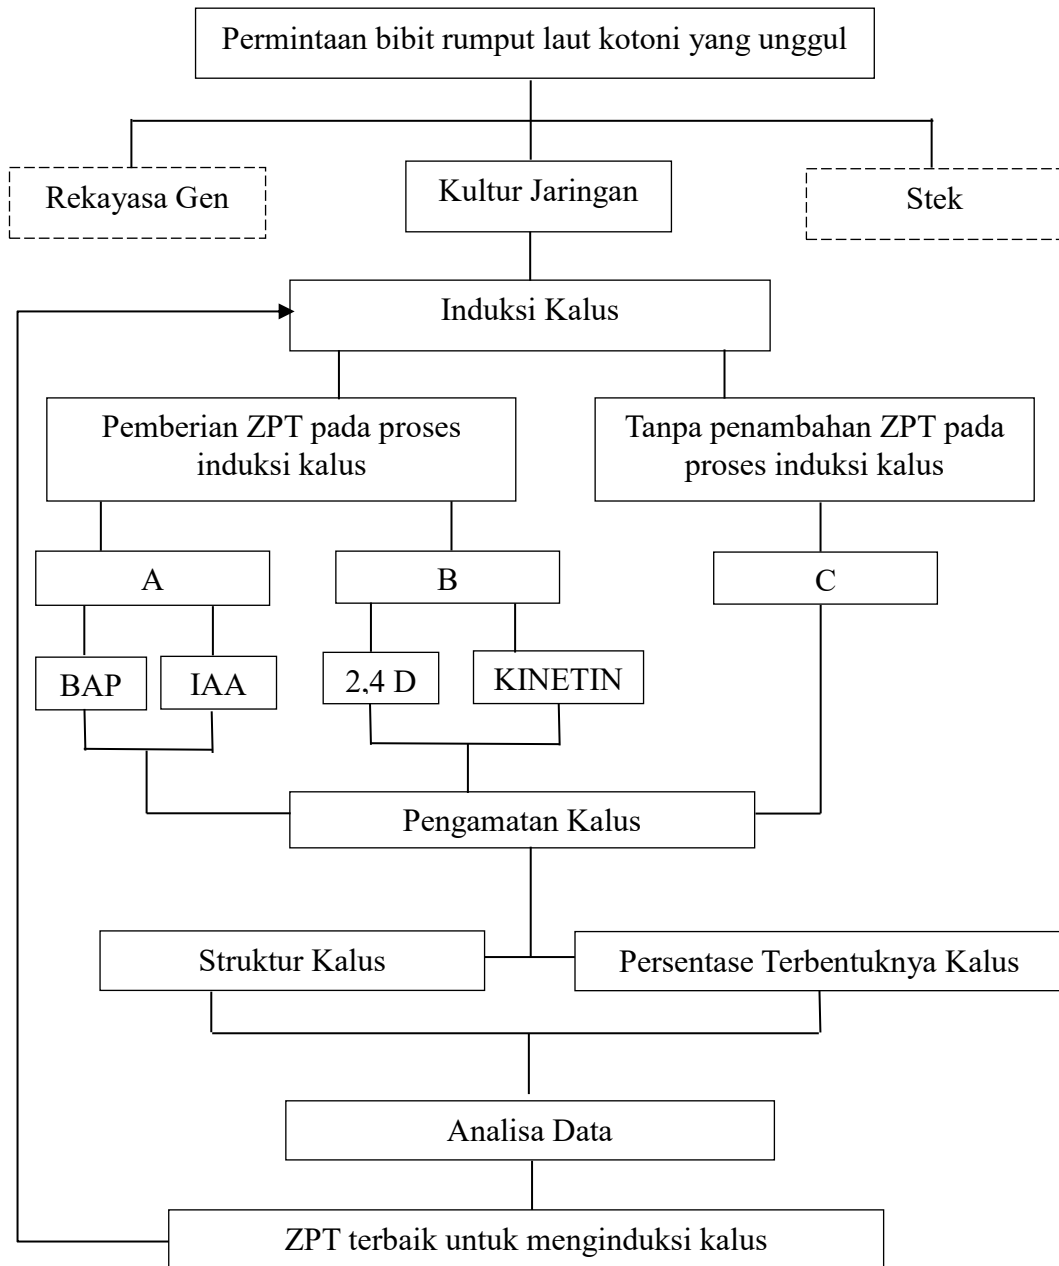 Permintaan bibit rumput laut kotoni yang unggul
Rekayasa Gen
Kultur Jaringan
Stek
Induksi Kalus
Pemberian ZPT pada proses
induksi kalus
Tanpa penambahan ZPT pada
proses induksi kalus
A
B
C
BAP
IAA
2,4 D
KINETIN
Pengamatan Kalus
Struktur Kalus
Persentase Terbentuknya Kalus
Analisa Data
ZPT terbaik untuk menginduksi kalus